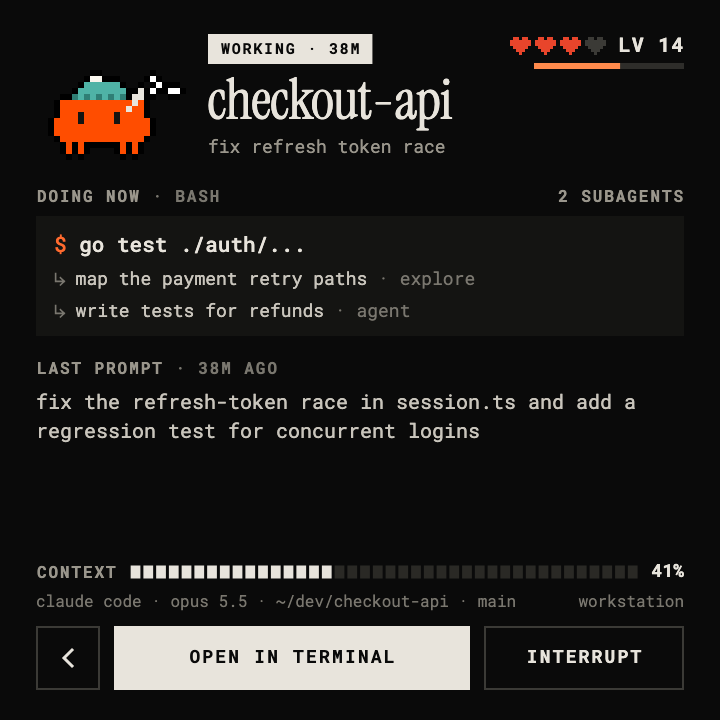 WORKING · 38M
LV 14
checkout-api
fix refresh token race
DOING NOW · BASH
2 SUBAGENTS
$ go test ./auth/...
↳ map the payment retry paths · explore
↳ write tests for refunds · agent
LAST PROMPT · 38M AGO
fix the refresh-token race in session.ts and add a
regression test for concurrent logins
CONTEXT
41%
claude code · opus 5.5 · ~/dev/checkout-api · main
workstation
OPEN IN TERMINAL
INTERRUPT